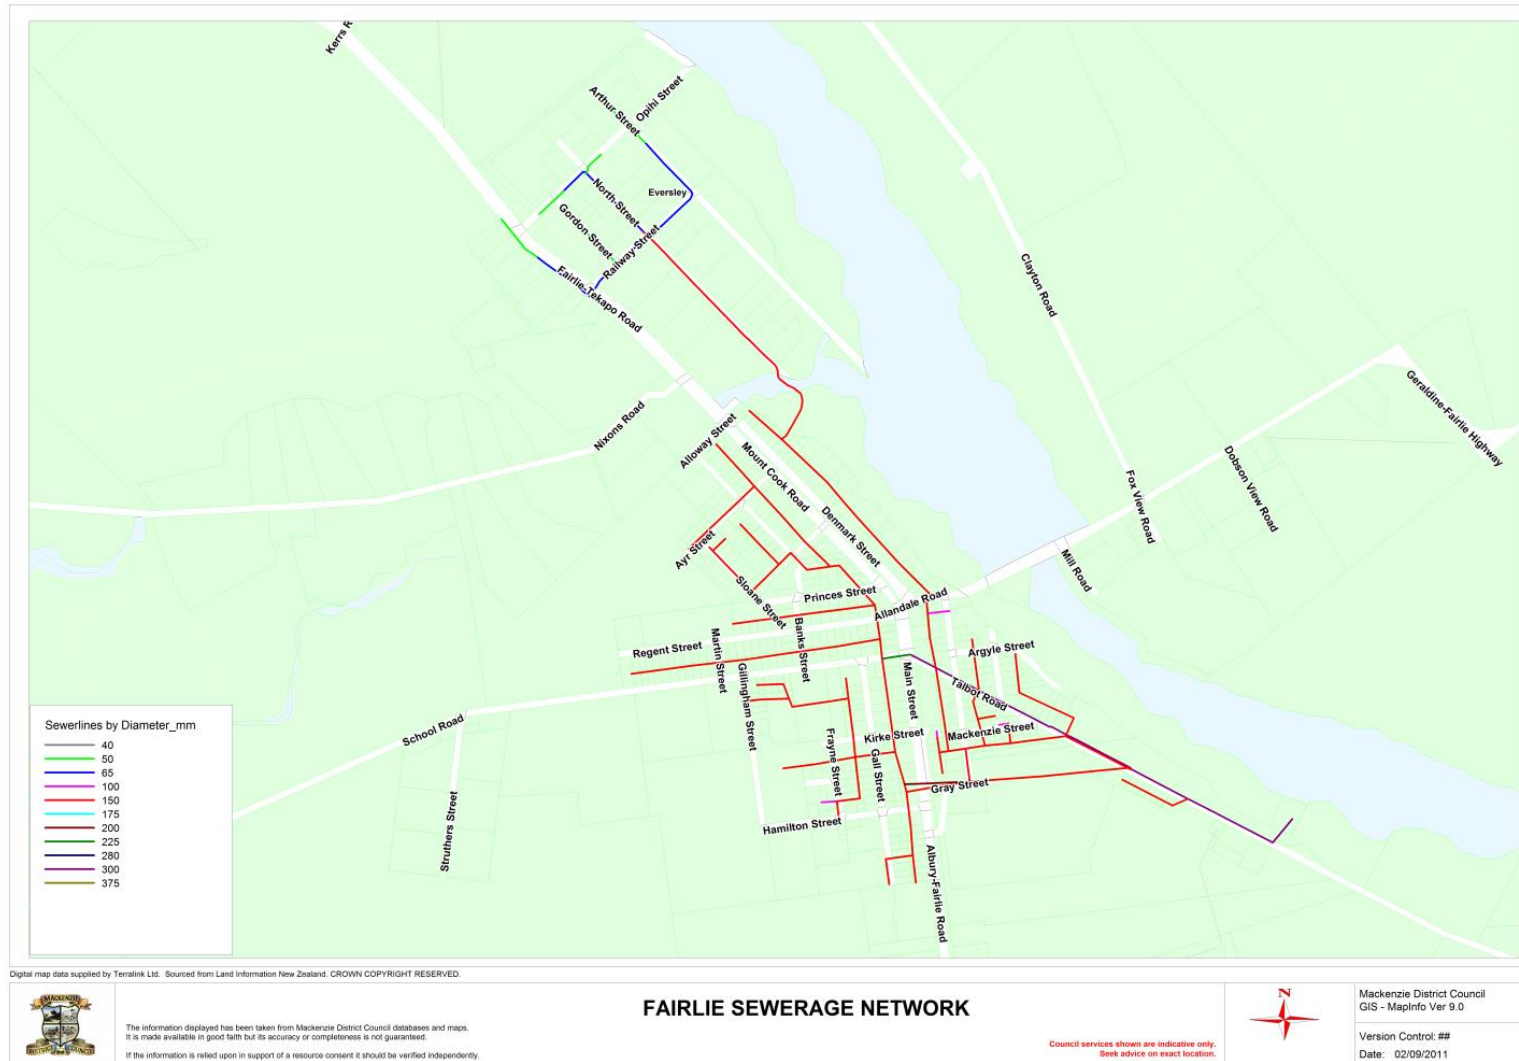 Kerrs R
Opihi Street
Arthur Street
Eversley
North Street
Gordon Street
Railway Street
Fairlie-Tekapo Road
Clayton Road
Geraldine-Fairlie Highway
Nixons Road
Alloway Street
Mount Cook Road
Dobson View Road
Fox View Road
Denmark Street
Mill Road
Ayr Street
Sloane Street
Princes Street
Allandale Road
Regent Street
Martin Street
Banks Street
Argyle Street
Gillingham Street
Main Street
Talbot Road
School Road
Frayne Street
Kirke Street
Mackenzie Street
Gall Street
Gray Street
Struthers Street
Hamilton Street
Albury-Fairlie Road
Sewerlines by Diameter_mm
40
50
65
100
150
175
200
225
280
300
375
Digital map data supplied by Terralink Ltd. Sourced from Land Information New Zealand. CROWN COPYRIGHT RESERVED.
MACKENZIE
DISTRICT COUNCIL
The information displayed has been taken from Mackenzie District Council databases and maps.
It is made available in good faith but its accuracy or completeness is not guaranteed.
If the information is relied upon in support of a resource consent it should be verified independently.
FAIRLIE SEWERAGE NETWORK
Council services shown are indicative only.
Seek advice on exact location.
N
Mackenzie District Council
GIS - MapInfo Ver 9.0
Version Control: ##
Date: 02/09/2011